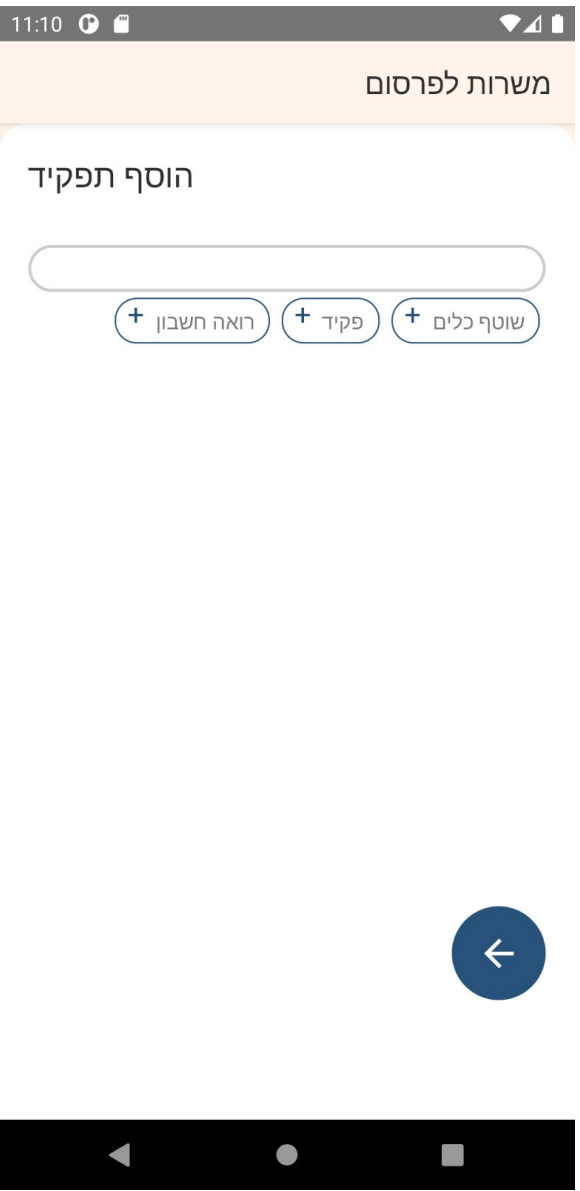 11:10
משרות לפרסום
הוסף תפקיד
שוטף כלים + פקיד + רואה חשבון +